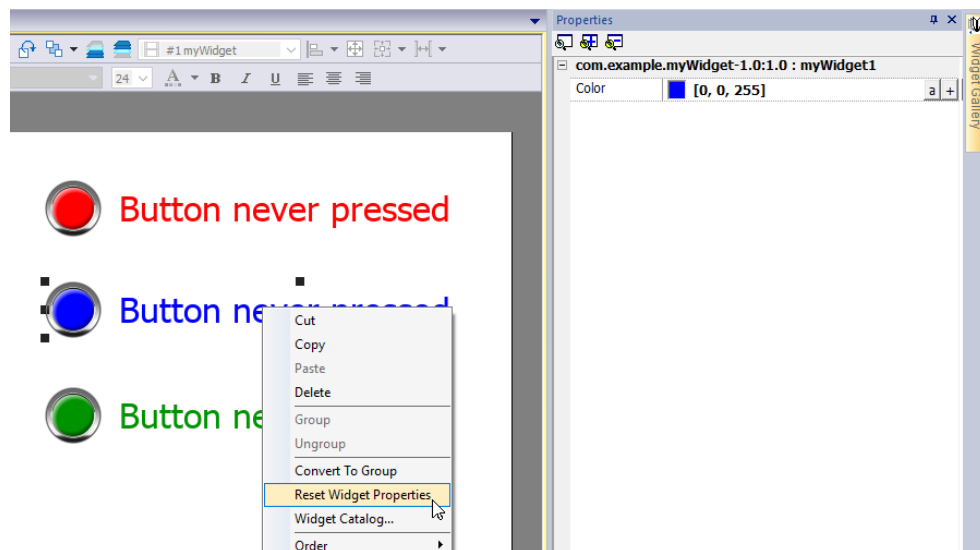 Properties
#1 myWidget
24 A B I U
com.example.myWidget-1.0:1.0 : myWidget1
Color [0, 0, 255] a +
Widget Gallery
Button never pressed
Button never pressed
Cut
Copy
Paste
Delete
Button ne
Group
Ungroup
Convert To Group
Reset Widget Properties
Widget Catalog...
Order